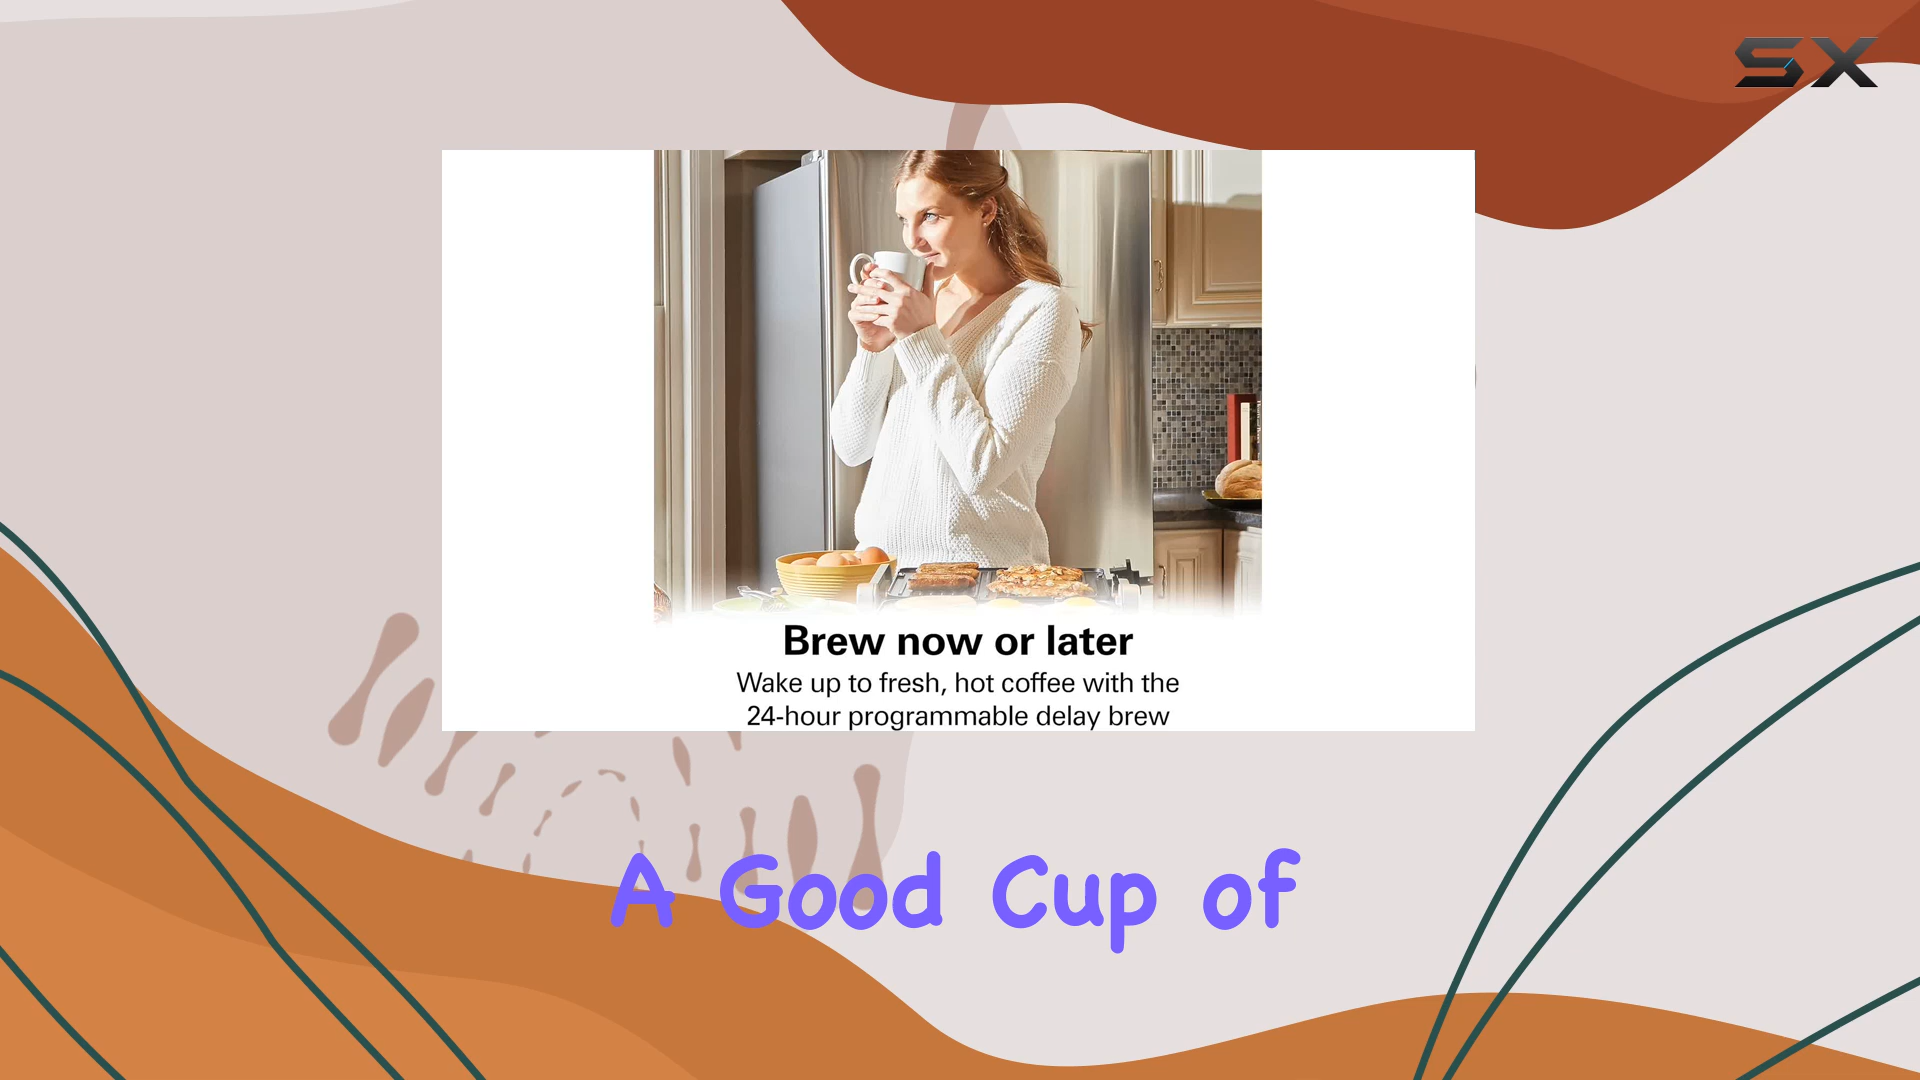 SX
Brew now or later
Wake up to fresh, hot coffee with the
24-hour programmable delay brew
A Good Cup of